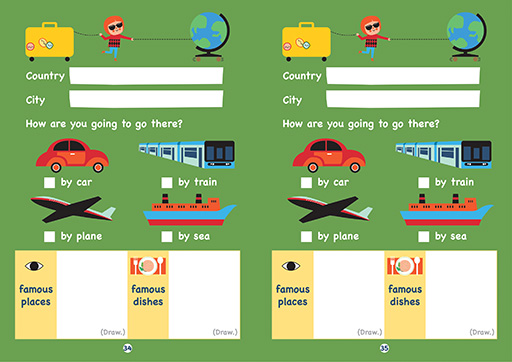 Country
City
How are you going to go there?
by car
by train
by plane
by sea
famous
places
(Draw.)
famous
dishes
(Draw.)
34
Country
City
How are you going to go there?
by car
by train
by plane
by sea
famous
places
(Draw.)
famous
dishes
(Draw.)
35